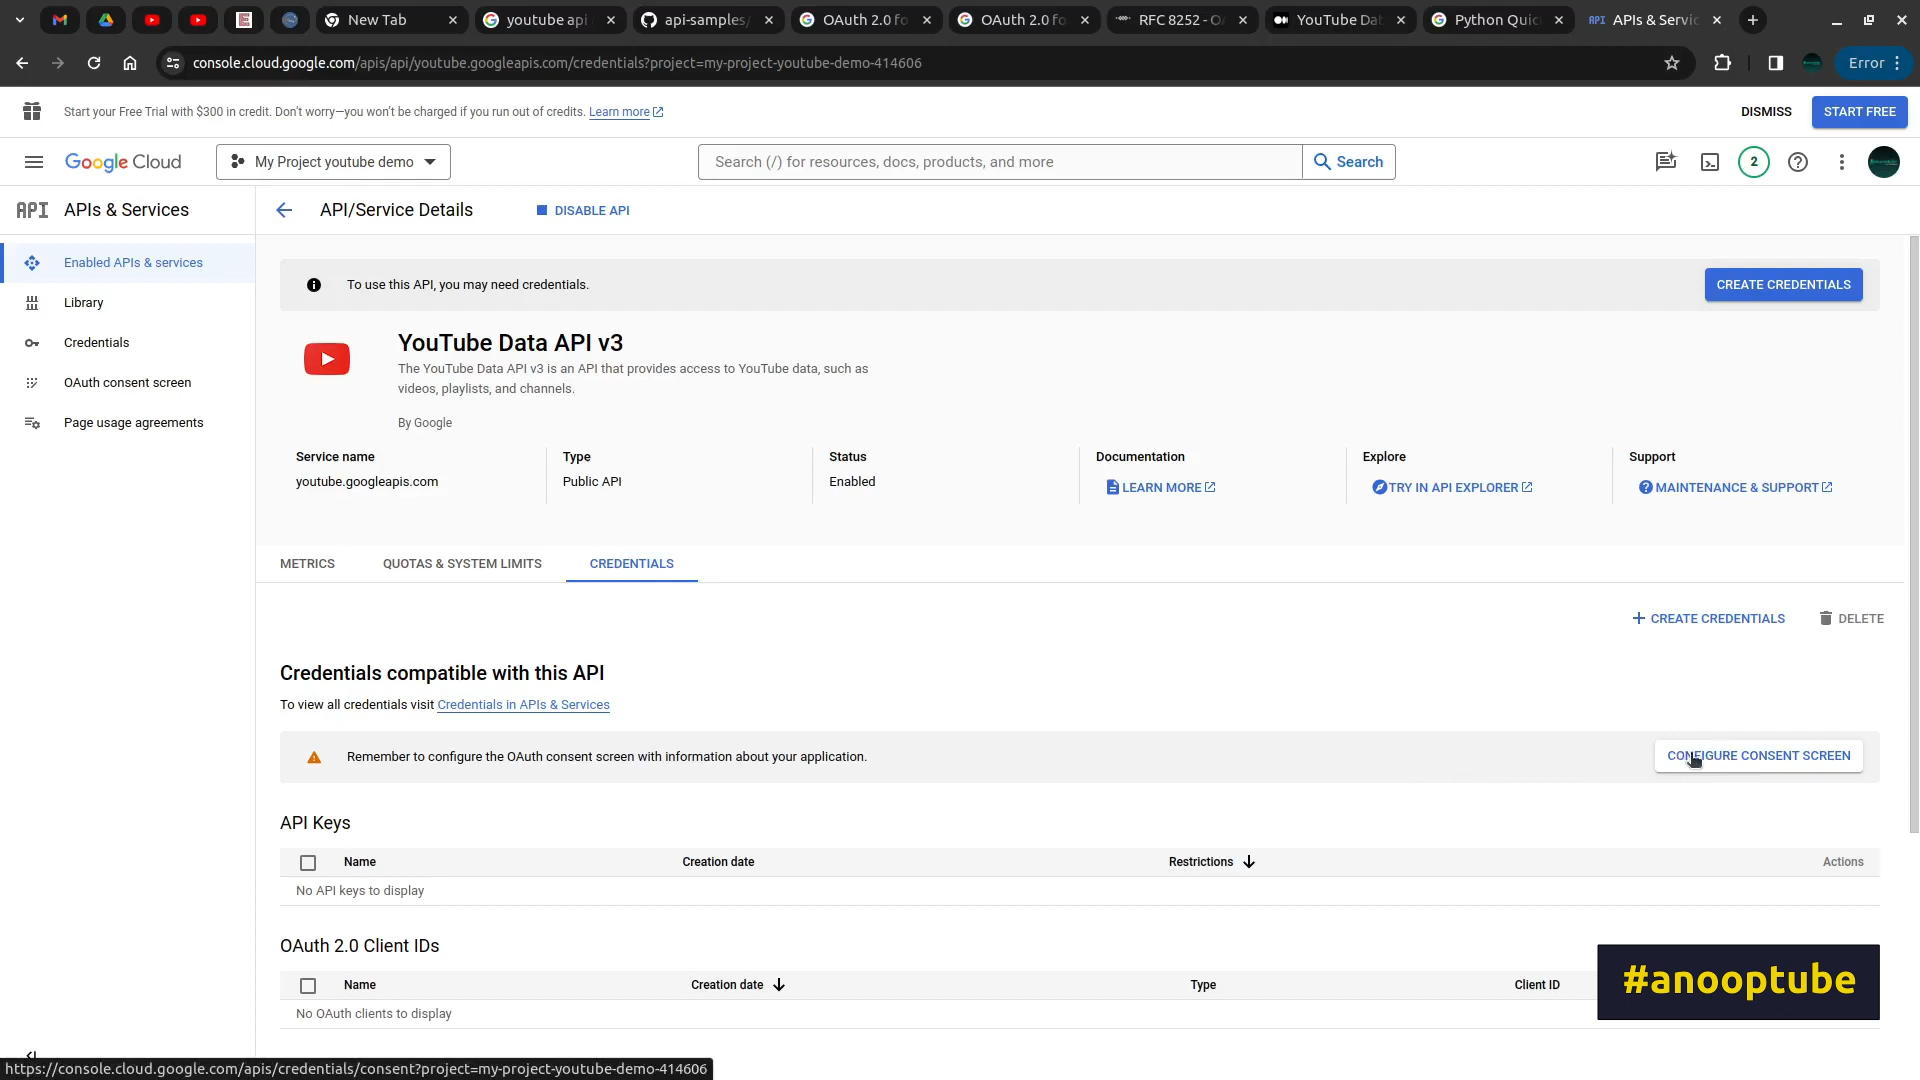 New Tab
youtube api
api-samples/
OAuth 2.0 fo
OAuth 2.0 fo
RFC 8252 - O
YouTube Dat
Python Quic
API APIs & Servic
console.cloud.google.com/apis/api/youtube.googleapis.com/credentials?project=my-project-youtube-demo-414606
Error
Start your Free Trial with $300 in credit. Don't worry—you won't be charged if you run out of credits. Learn more
DISMISS
START FREE
Google Cloud
My Project youtube demo
Search (/) for resources, docs, products, and more
Search
2
API APIs & Services
API/Service Details
DISABLE API
Enabled APIs & services
Library
Credentials
OAuth consent screen
Page usage agreements
To use this API, you may need credentials.
CREATE CREDENTIALS
YouTube Data API v3
The YouTube Data API v3 is an API that provides access to YouTube data, such as
videos, playlists, and channels.
By Google
Service name
youtube.googleapis.com
Type
Public API
Status
Enabled
Documentation
LEARN MORE
Explore
TRY IN API EXPLORER
Support
MAINTENANCE & SUPPORT
METRICS
QUOTAS & SYSTEM LIMITS
CREDENTIALS
CREATE CREDENTIALS
DELETE
Credentials compatible with this API
To view all credentials visit Credentials in APIs & Services
Remember to configure the OAuth consent screen with information about your application.
CONFIGURE CONSENT SCREEN
API Keys
Name
Creation date
Restrictions
Actions
No API keys to display
OAuth 2.0 Client IDs
Name
Creation date
Type
Client ID
No OAuth clients to display
#anooptube
https://console.cloud.google.com/apis/credentials/consent?project=my-project-youtube-demo-414606